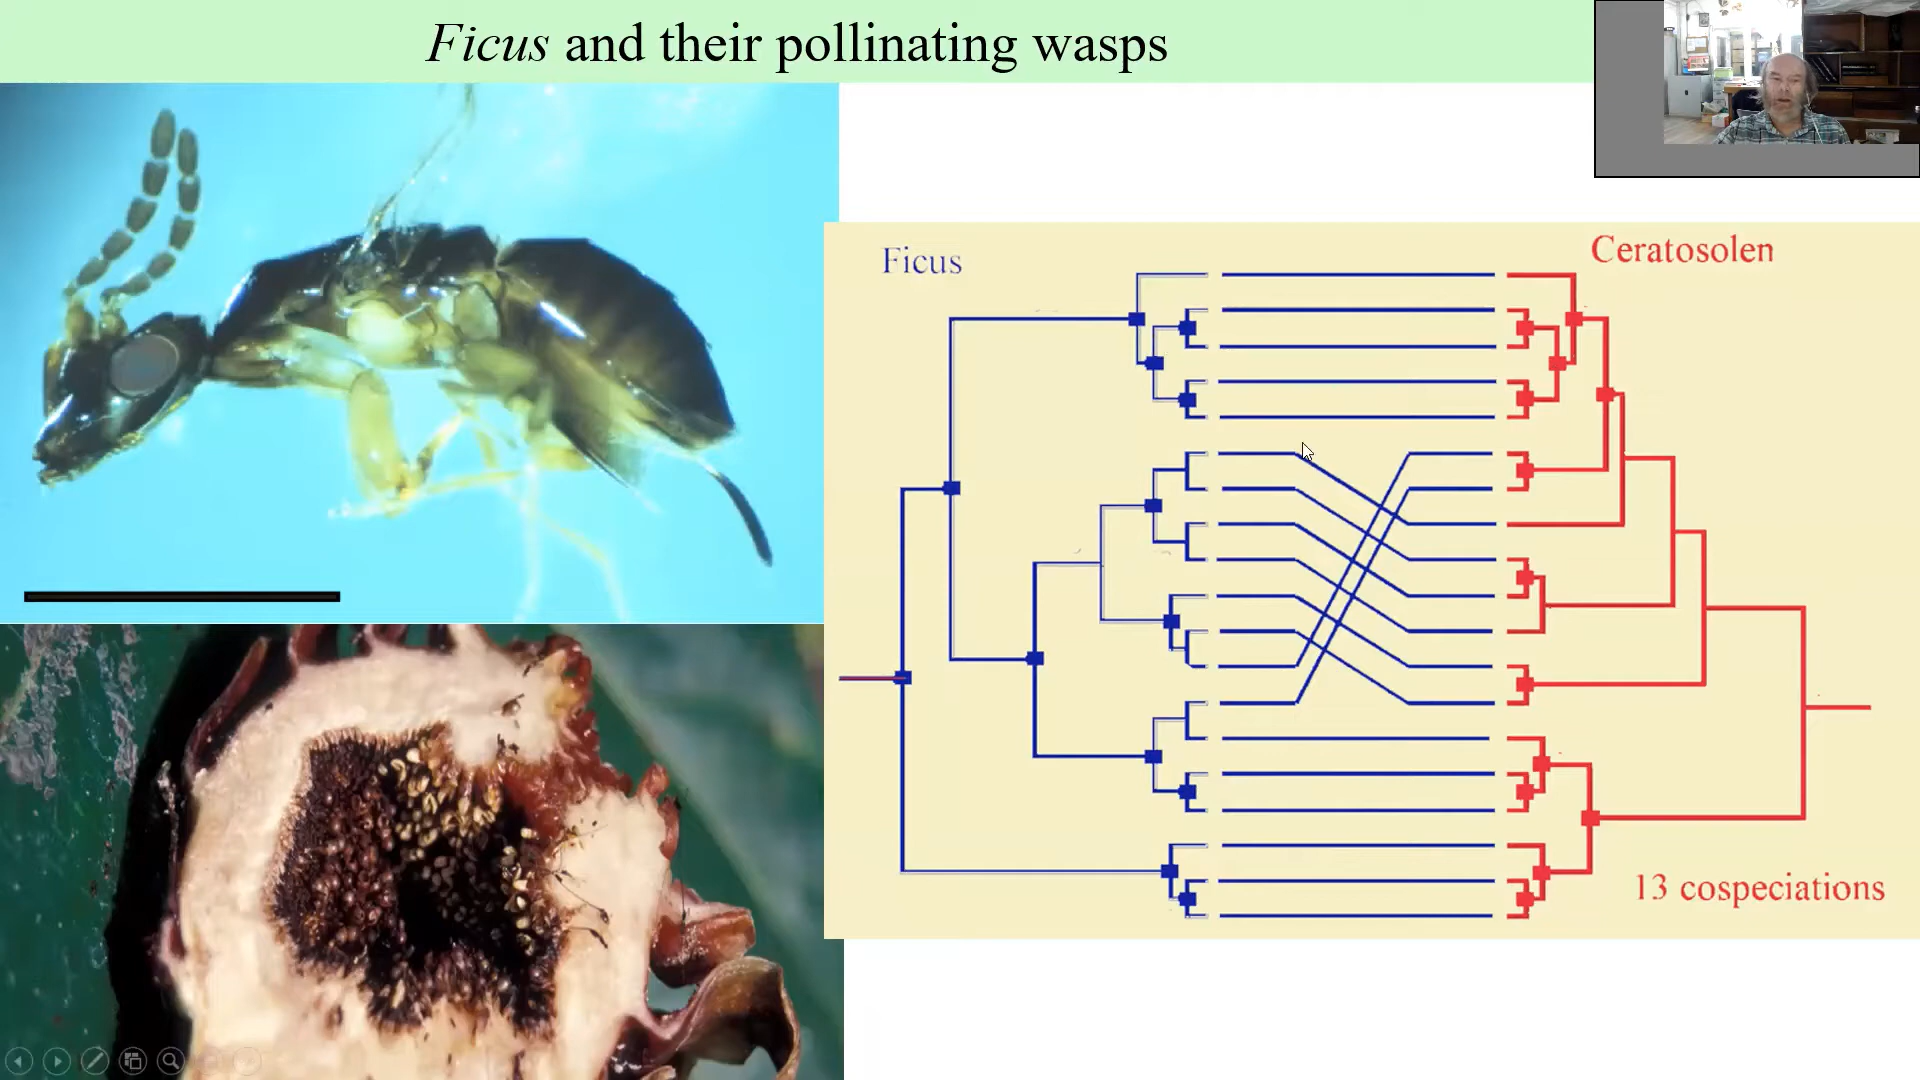 Ficus and their pollinating wasps
Ficus
Ceratosolen
13 cospeciations